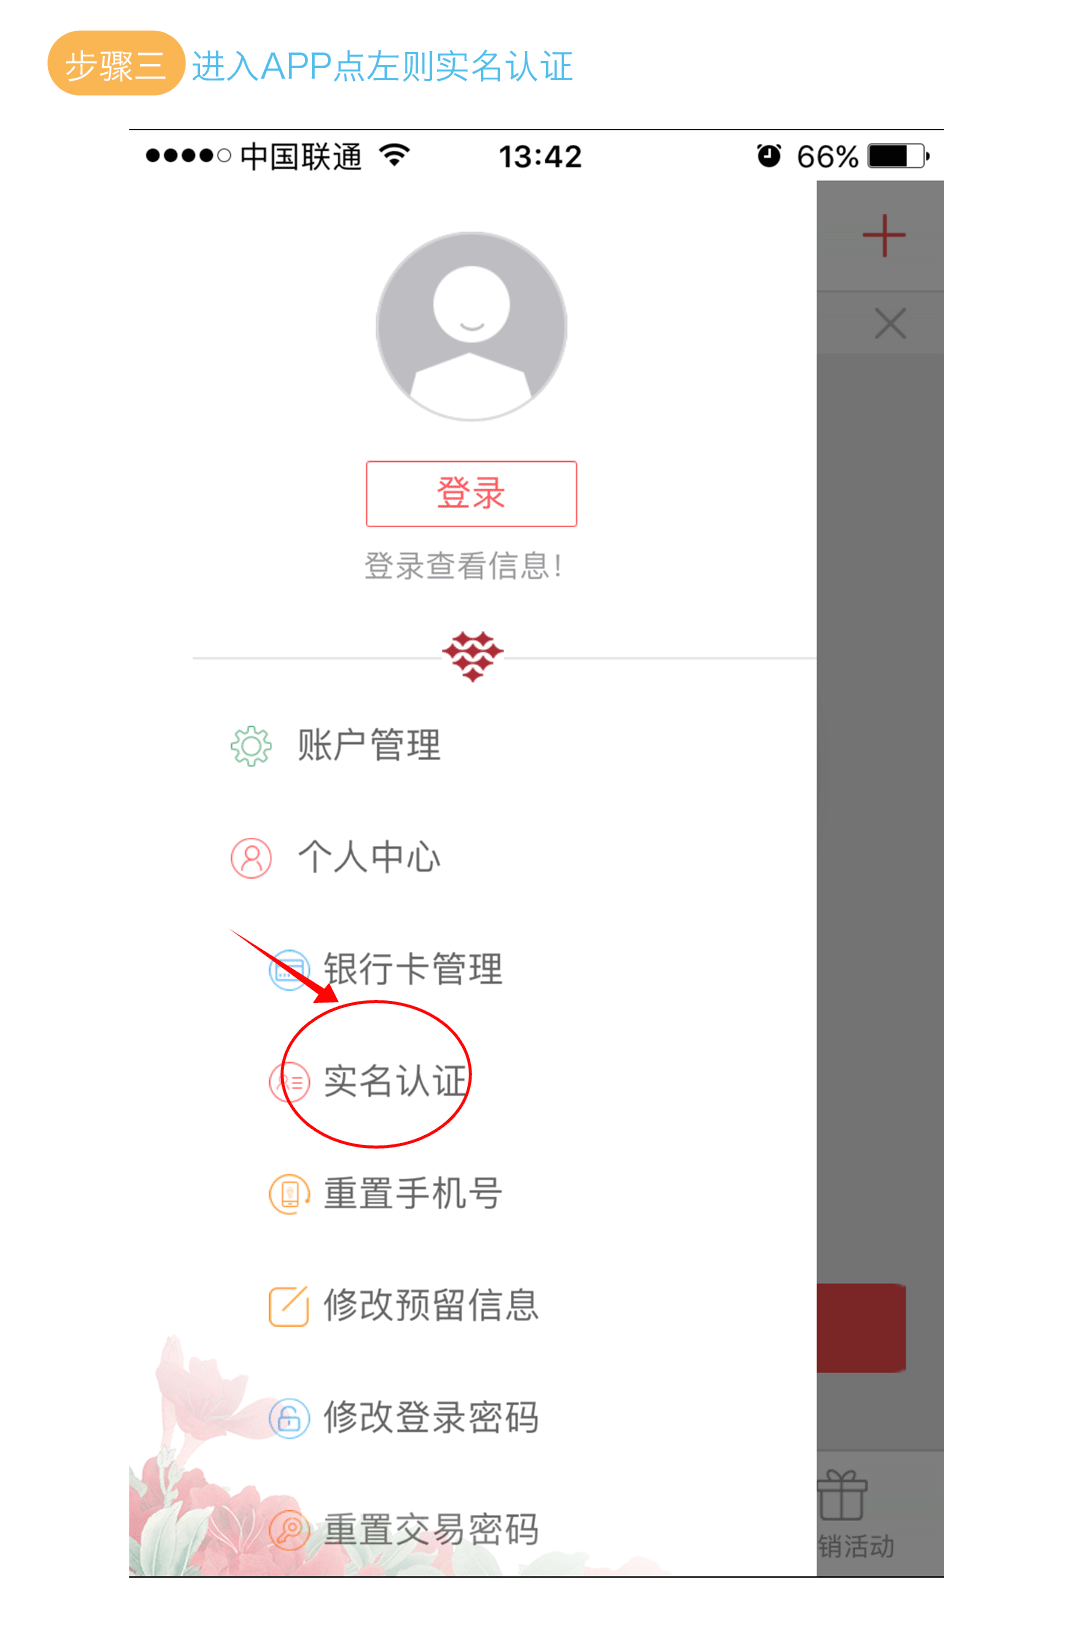 步骤三 进入APP点左则实名认证
中国联通 13:42 66%
登录
登录查看信息!
账户管理
个人中心
银行卡管理
实名认证
重置手机号
修改预留信息
修改登录密码
重置交易密码
销活动